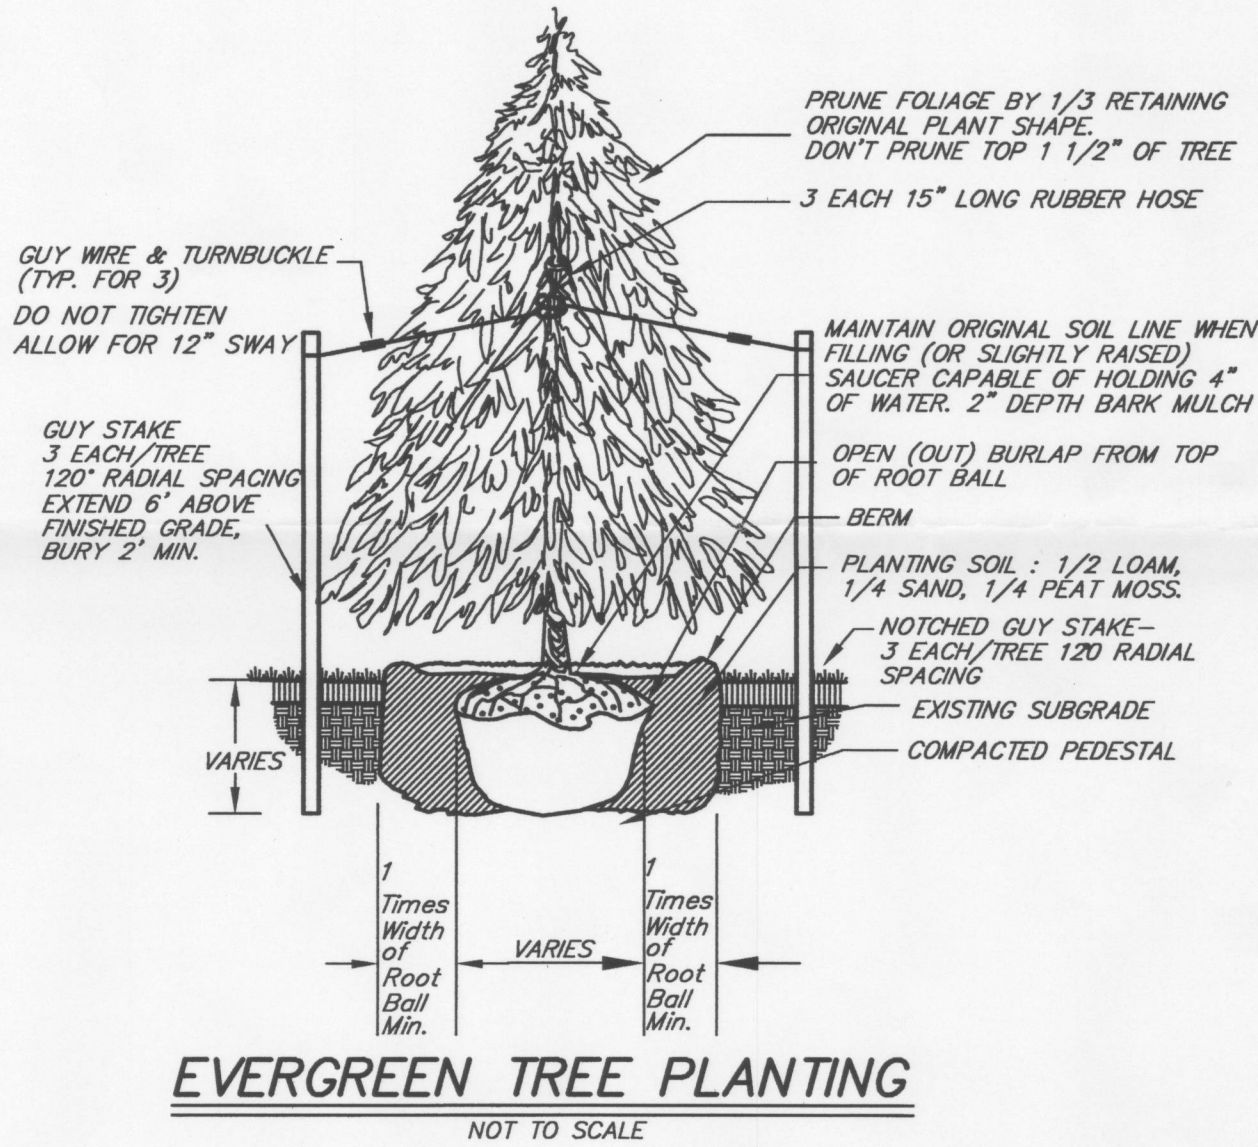 PRUNE FOLIAGE BY 1/3 RETAINING
ORIGINAL PLANT SHAPE.
DON'T PRUNE TOP 1 1/2" OF TREE
3 EACH 15" LONG RUBBER HOSE
GUY WIRE & TURNBUCKLE
(TYP. FOR 3)
DO NOT TIGHTEN
ALLOW FOR 12" SWAY
MAINTAIN ORIGINAL SOIL LINE WHEN
FILLING (OR SLIGHTLY RAISED)
SAUCER CAPABLE OF HOLDING 4"
OF WATER. 2" DEPTH BARK MULCH
GUY STAKE
3 EACH/TREE
120° RADIAL SPACING
EXTEND 6' ABOVE
FINISHED GRADE,
BURY 2' MIN.
OPEN (OUT) BURLAP FROM TOP
OF ROOT BALL
BERM
PLANTING SOIL : 1/2 LOAM,
1/4 SAND, 1/4 PEAT MOSS.
NOTCHED GUY STAKE-
3 EACH/TREE 120 RADIAL
SPACING
EXISTING SUBGRADE
COMPACTED PEDESTAL
VARIES
1
Times
Width
of
Root
Ball
Min.
VARIES
1
Times
Width
of
Root
Ball
Min.
EVERGREEN TREE PLANTING
NOT TO SCALE